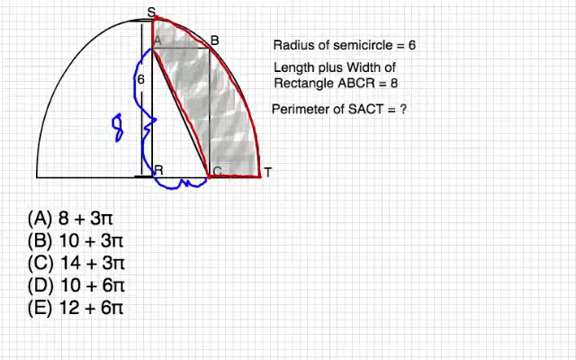 S
A
B
Radius of semicircle = 6
Length plus Width of
Rectangle ABCR = 8
6
Perimeter of SACT = ?
8
R
C
T
(A) 8 + 3π
(B) 10 + 3π
(C) 14 + 3π
(D) 10 + 6π
(E) 12 + 6π